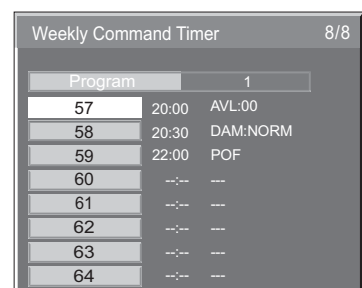 Weekly Command Timer 8/8
Program 1
57 20:00 AVL:00
58 20:30 DAM:NORM
59 22:00 POF
60 --:-- ---
61 --:-- ---
62 --:-- ---
63 --:-- ---
64 --:-- ---